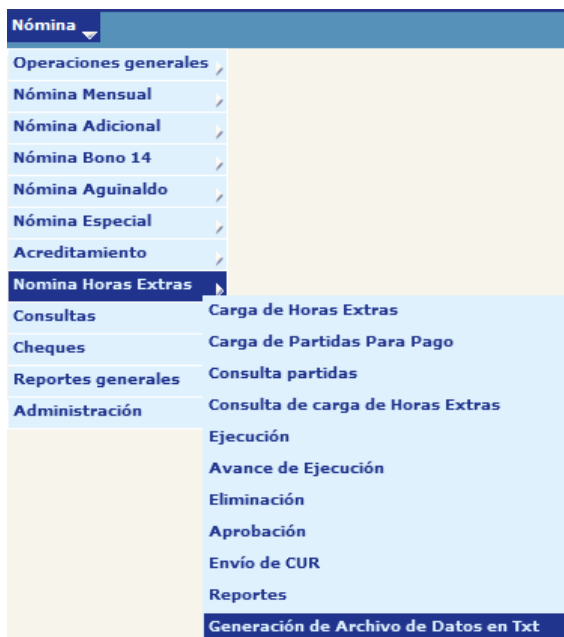 Nómina
Operaciones generales
Nómina Mensual
Nómina Adicional
Nómina Bono 14
Nómina Aguinaldo
Nómina Especial
Acreditamiento
Nomina Horas Extras
Consultas
Cheques
Reportes generales
Administración
Carga de Horas Extras
Carga de Partidas Para Pago
Consulta partidas
Consulta de carga de Horas Extras
Ejecución
Avance de Ejecución
Eliminación
Aprobación
Envío de CUR
Reportes
Generación de Archivo de Datos en Txt